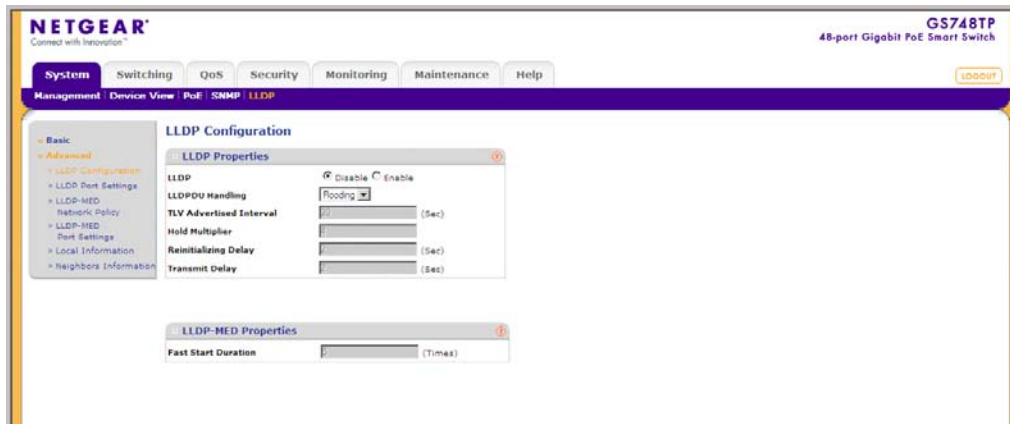 NETGEAR®
Connect with Innovation™
GS748TP
48-port Gigabit PoE Smart Switch
System Switching QoS Security Monitoring Maintenance Help
LOGOUT
Management Device View PoE SNMP LLDP
Basic
Advanced
LLDP Configuration
LLDP Port Settings
LLDP-MED
Network Policy
LLDP-MED
Port Settings
Local Information
Neighbors Information
LLDP Configuration
LLDP Properties
LLDP Disable Enable
LLDPDU Handling Flooding
TLV Advertised Interval (Sec)
Hold Multiplier
Reinitializing Delay (Sec)
Transmit Delay (Sec)
LLDP-MED Properties
Fast Start Duration (Times)